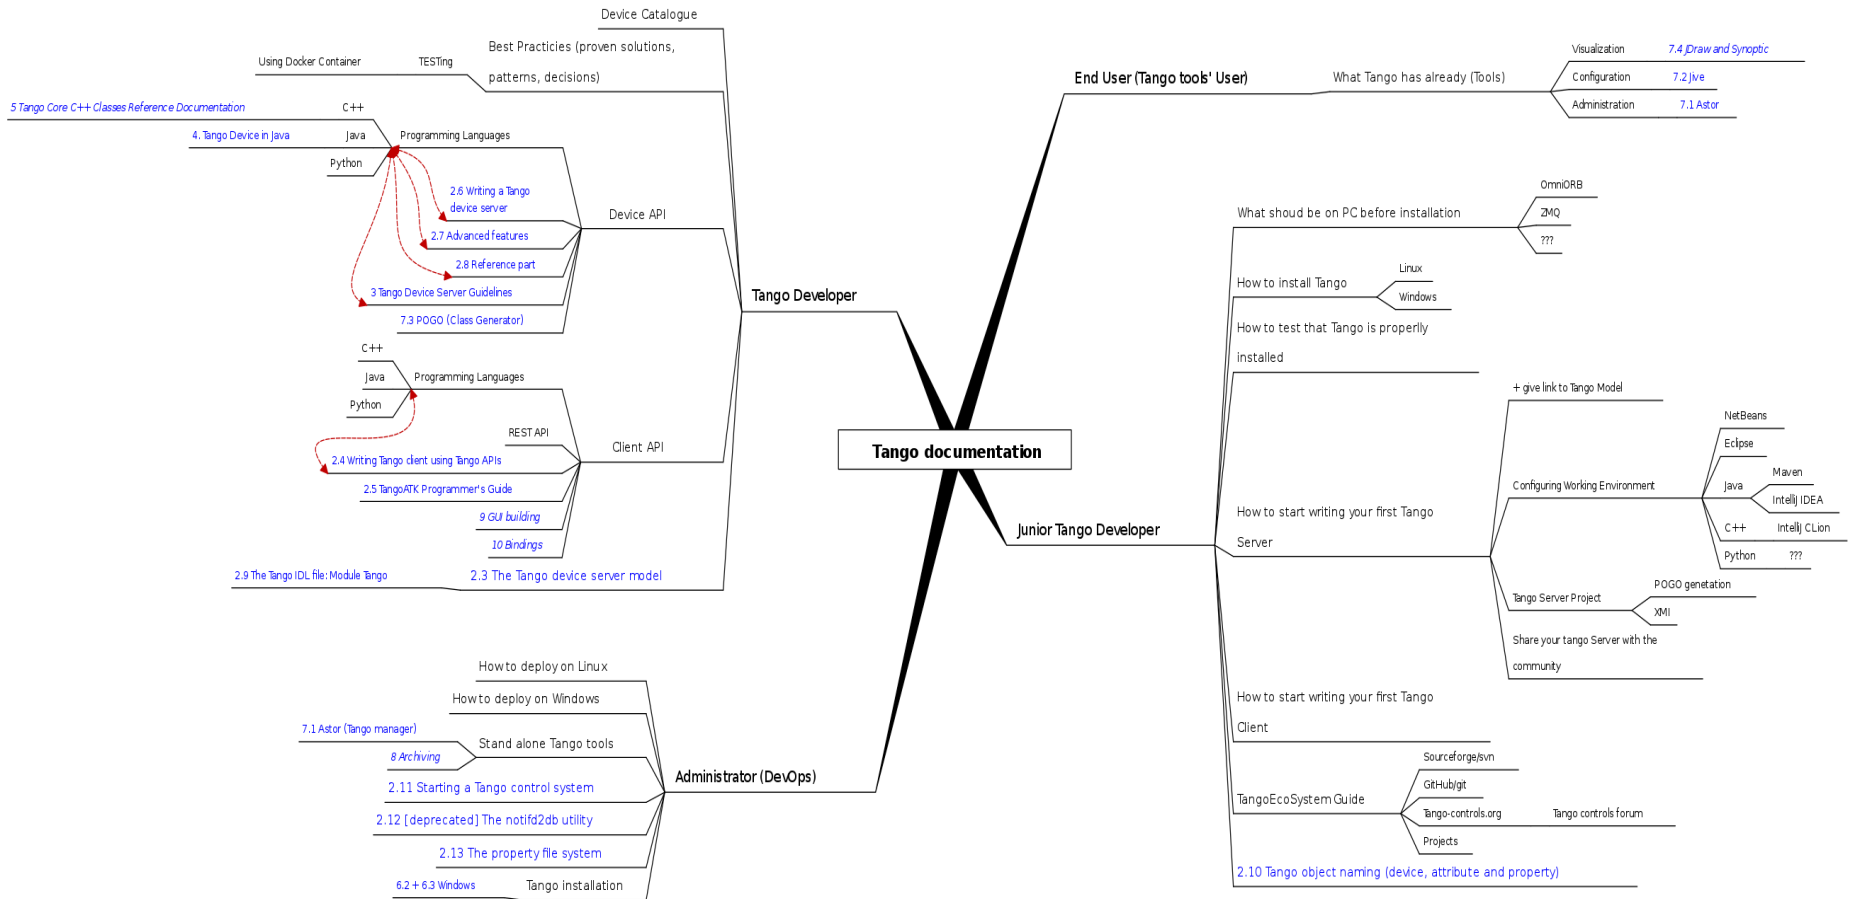 Tango documentation
Tango Developer
Device Catalogue
Best Practicies (proven solutions,
patterns, decisions)
TESTing
Using Docker Container
Device API
Programming Languages
C++
5 Tango Core C++ Classes Reference Documentation
Java
4. Tango Device in Java
Python
2.6 Writing a Tango
device server
2.7 Advanced features
2.8 Reference part
3 Tango Device Server Guidelines
7.3 POGO (Class Generator)
Client API
Programming Languages
C++
Java
Python
REST API
2.4 Writing Tango client using Tango APIs
2.5 TangoATK Programmer's Guide
9 GUI building
10 Bindings
2.3 The Tango device server model
2.9 The Tango IDL file: Module Tango
Administrator (DevOps)
How to deploy on Linux
How to deploy on Windows
Stand alone Tango tools
7.1 Astor (Tango manager)
8 Archiving
2.11 Starting a Tango control system
2.12 [deprecated] The notifd2db utility
2.13 The property file system
Tango installation
6.2 + 6.3 Windows
End User (Tango tools' User)
What Tango has already (Tools)
Visualization
7.4 JDraw and Synoptic
Configuration
7.2 Jive
Administration
7.1 Astor
Junior Tango Developer
What shoud be on PC before installation
OmniORB
ZMQ
???
How to install Tango
Linux
Windows
How to test that Tango is properlly
installed
How to start writing your first Tango
Server
+ give link to Tango Model
Configuring Working Environment
NetBeans
Eclipse
Java
Maven
IntelliJ IDEA
C++
IntelliJ CLion
Python
???
Tango Server Project
POGO genetation
XMI
Share your tango Server with the
community
How to start writing your first Tango
Client
TangoEcoSystem Guide
Sourceforge/svn
GitHub/git
Tango-controls.org
Tango controls forum
Projects
2.10 Tango object naming (device, attribute and property)